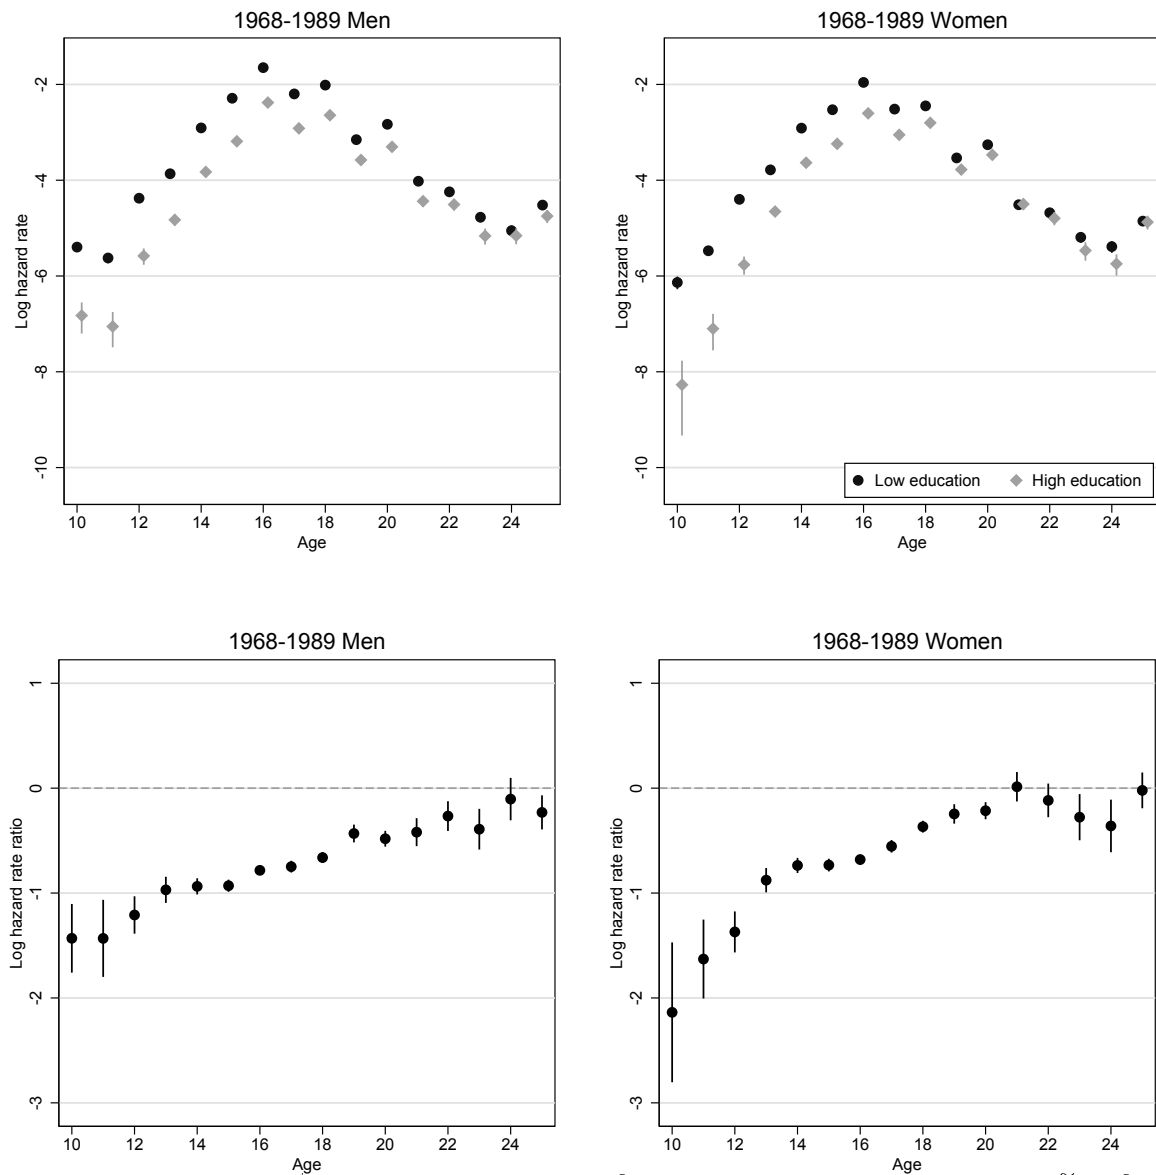 1968-1989 Men
Log hazard rate
-2
-4
-6
-8
-10
10 12 14 16 18 20 22 24
Age
1968-1989 Women
Log hazard rate
-2
-4
-6
-8
-10
Low education High education
10 12 14 16 18 20 22 24
Age
1968-1989 Men
Log hazard rate ratio
1
0
-1
-2
-3
10 12 14 16 18 20 22 24
Age
1968-1989 Women
Log hazard rate ratio
1
0
-1
-2
-3
10 12 14 16 18 20 22 24
Age